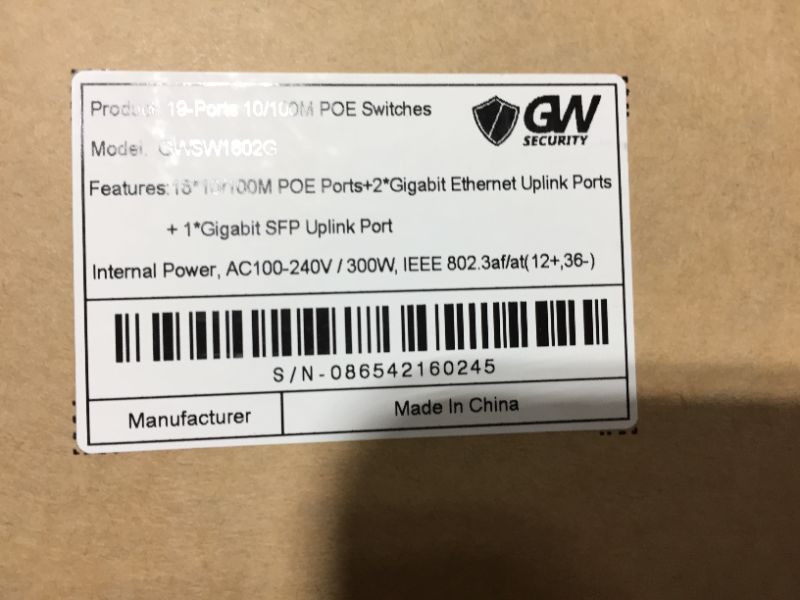 Product: 19-Ports 10/100M POE Switches
GW
SECURITY
Model: GWSW1602G
Features: 16*10/100M POE Ports+2*Gigabit Ethernet Uplink Ports
+ 1*Gigabit SFP Uplink Port
Internal Power, AC100-240V / 300W, IEEE 802.3af/at(12+,36-)
S/N-086542160245
Manufacturer
Made In China